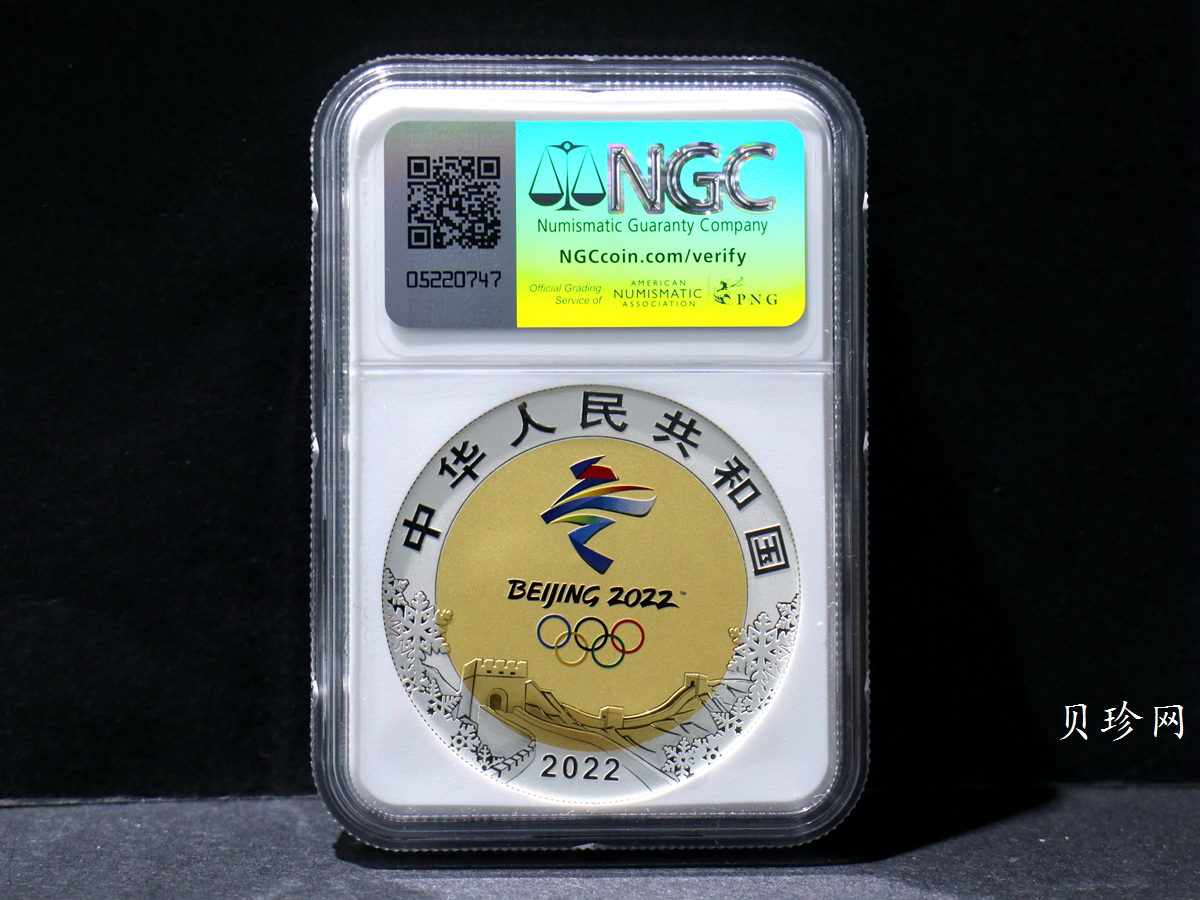 NGC
Numismatic Guaranty Company
NGCcoin.com/verify
05220747
Official Grading
Service of
AMERICAN
NUMISMATIC
ASSOCIATION
PNG
中华人民共和国
BEIJING 2022™
2022
贝珍网